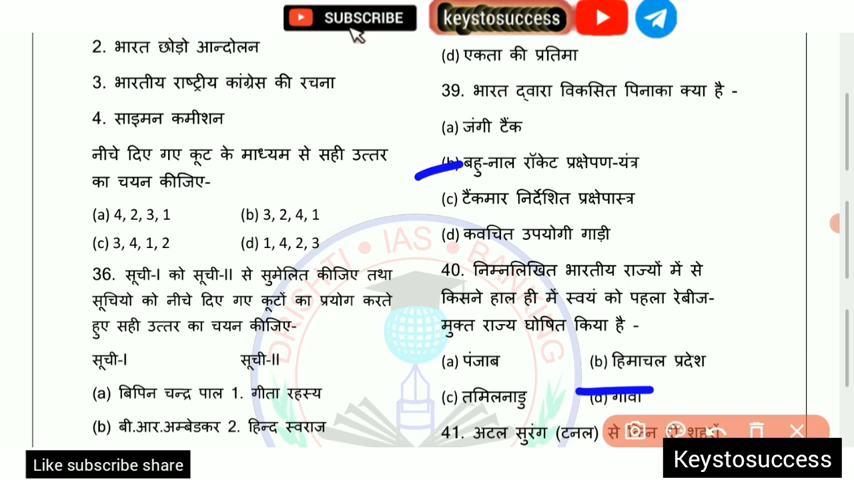 SUBSCRIBE
keystosuccess
2. भारत छोड़ो आन्दोलन
3. भारतीय राष्ट्रीय कांग्रेस की रचना
4. साइमन कमीशन
नीचे दिए गए कूट के माध्यम से सही उत्तर
का चयन कीजिए-
(a) 4, 2, 3, 1 (b) 3, 2, 4, 1
(c) 3, 4, 1, 2 (d) 1, 4, 2, 3
36. सूची-I को सूची-II से सुमेलित कीजिए तथा
सूचियो को नीचे दिए गए कूटों का प्रयोग करते
हुए सही उत्तर का चयन कीजिए-
सूची-I सूची-II
(a) बिपिन चन्द्र पाल 1. गीता रहस्य
(b) बी.आर.अम्बेडकर 2. हिन्द स्वराज
(d) एकता की प्रतिमा
39. भारत द्वारा विकसित पिनाका क्या है -
(a) जंगी टैंक
(b) बहु-नाल रॉकेट प्रक्षेपण-यंत्र
(c) टैंकमार निर्देशित प्रक्षेपास्त्र
(d) कवचित उपयोगी गाड़ी
40. निम्नलिखित भारतीय राज्यों में से
किसने हाल ही में स्वयं को पहला रेबीज-
मुक्त राज्य घोषित किया है -
(a) पंजाब (b) हिमाचल प्रदेश
(c) तमिलनाडु (d) गोवा
41. अटल सुरंग (टनल) से
DRISHTI IAS BANKING
Like subscribe share
Keystosuccess